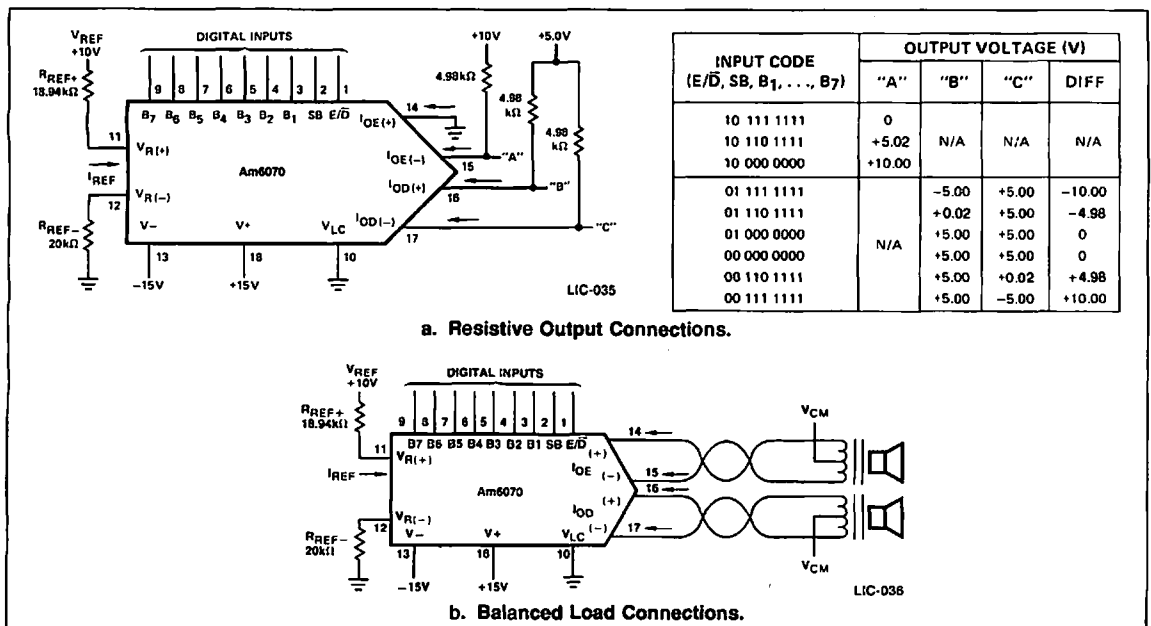 VREF
+10V
RREF+
18.94kΩ
DIGITAL INPUTS
9 8 7 6 5 4 3 2 1
B7 B6 B5 B4 B3 B2 B1 SB E/D̅
11
VR(+)
IREF
VR(-)
12
RREF-
20kΩ
Am6070
V- V+ VLC
13 18 10
-15V +15V
IOE(+)
14
IOE(-)
15
IOD(+)
16
IOD(-)
17
+10V
+5.0V
4.98kΩ
4.98
kΩ
4.98
kΩ
"A"
"B"
"C"
LIC-035
INPUT CODE
(E/D̅, SB, B1, . . . , B7)
OUTPUT VOLTAGE (V)
"A" "B" "C" DIFF
10 111 1111 0
10 110 1111 +5.02 N/A N/A N/A
10 000 0000 +10.00
01 111 1111 -5.00 +5.00 -10.00
01 110 1111 +0.02 +5.00 -4.98
01 000 0000 +5.00 +5.00 0
N/A
00 000 0000 +5.00 +5.00 0
00 110 1111 +5.00 +0.02 +4.98
00 111 1111 +5.00 -5.00 +10.00
a. Resistive Output Connections.
VREF
+10V
RREF+
18.94kΩ
DIGITAL INPUTS
9 8 7 6 5 4 3 2 1
B7 B6 B5 B4 B3 B2 B1 SB E/D̅
11
VR(+)
IREF
Am6070
VR(-)
12
RREF-
20kΩ
V- V+ VLC
13 18 10
-15V +15V
(+)
IOE
(-)
(+)
IOD
(-)
14
15
16
17
VCM
VCM
LIC-036
b. Balanced Load Connections.